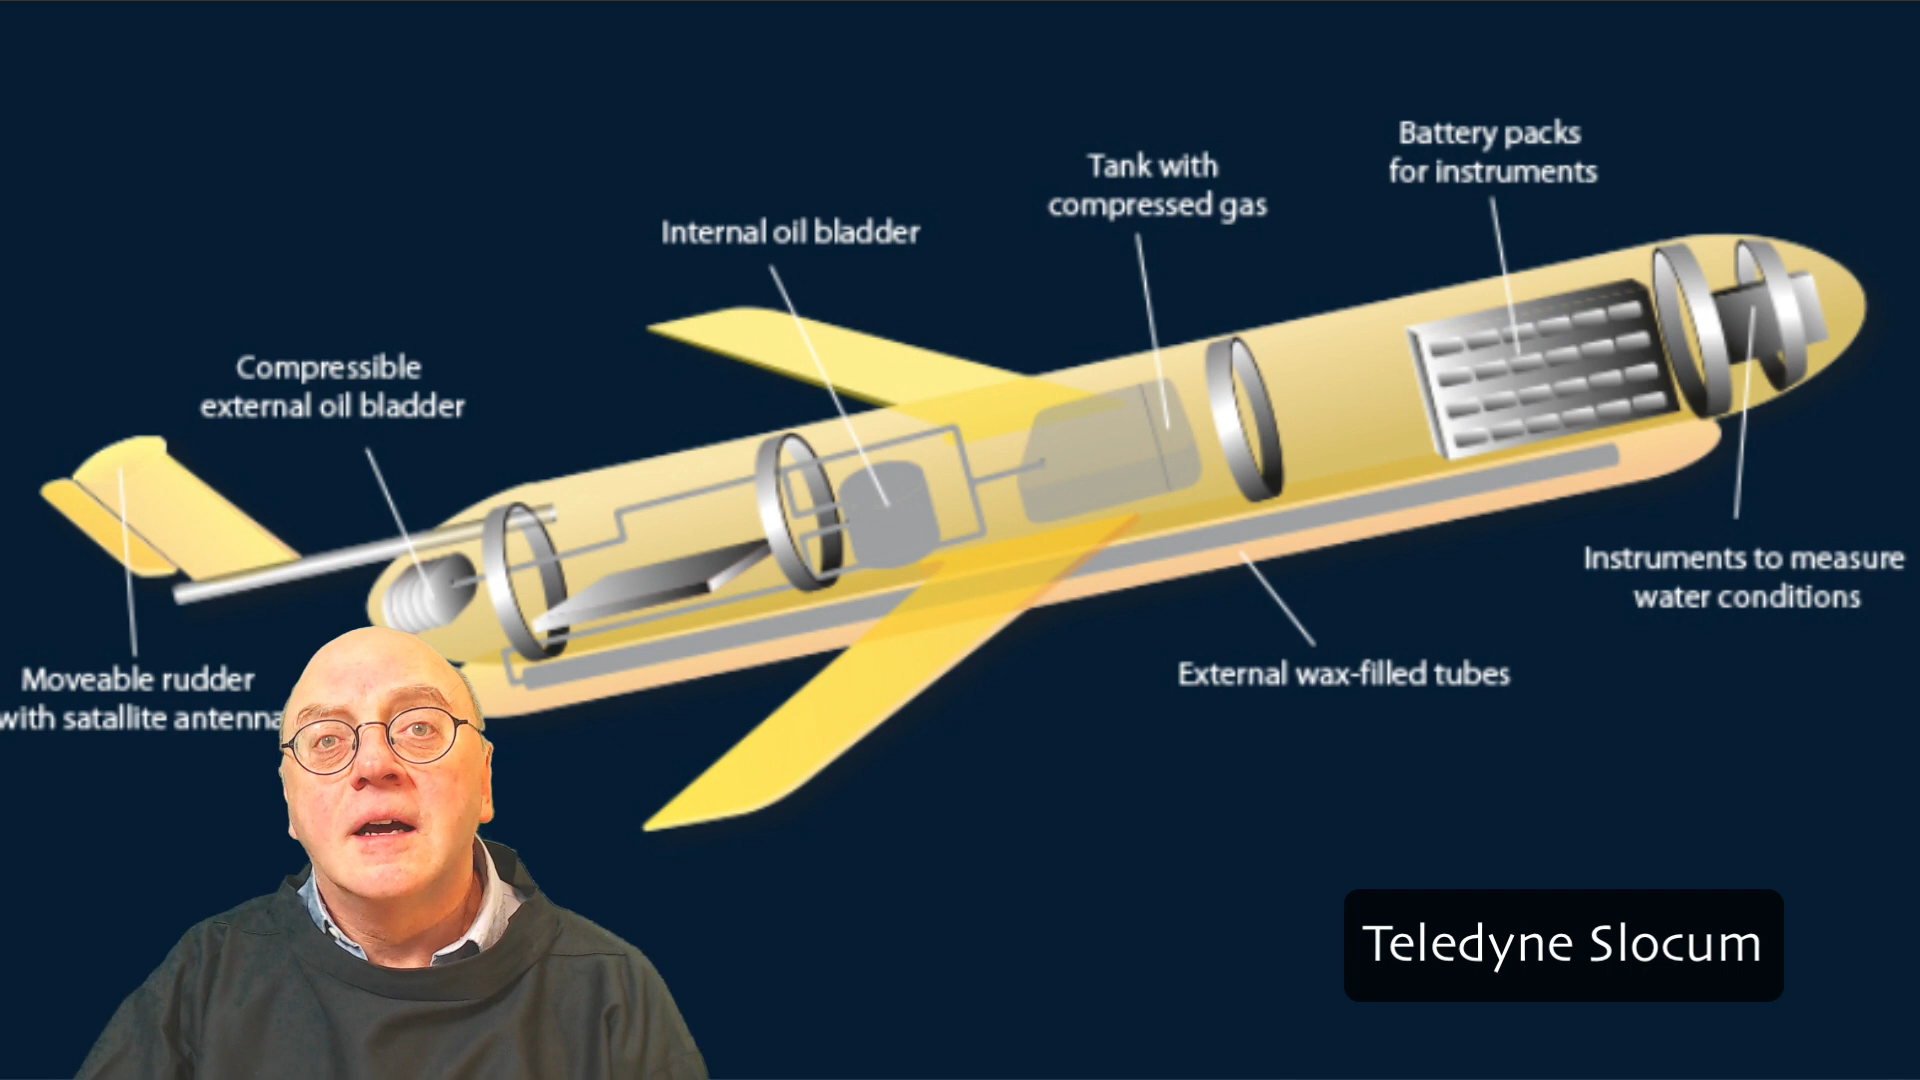 Battery packs
for instruments
Tank with
compressed gas
Internal oil bladder
Compressible
external oil bladder
Instruments to measure
water conditions
External wax-filled tubes
Moveable rudder
with satallite antenna
Teledyne Slocum